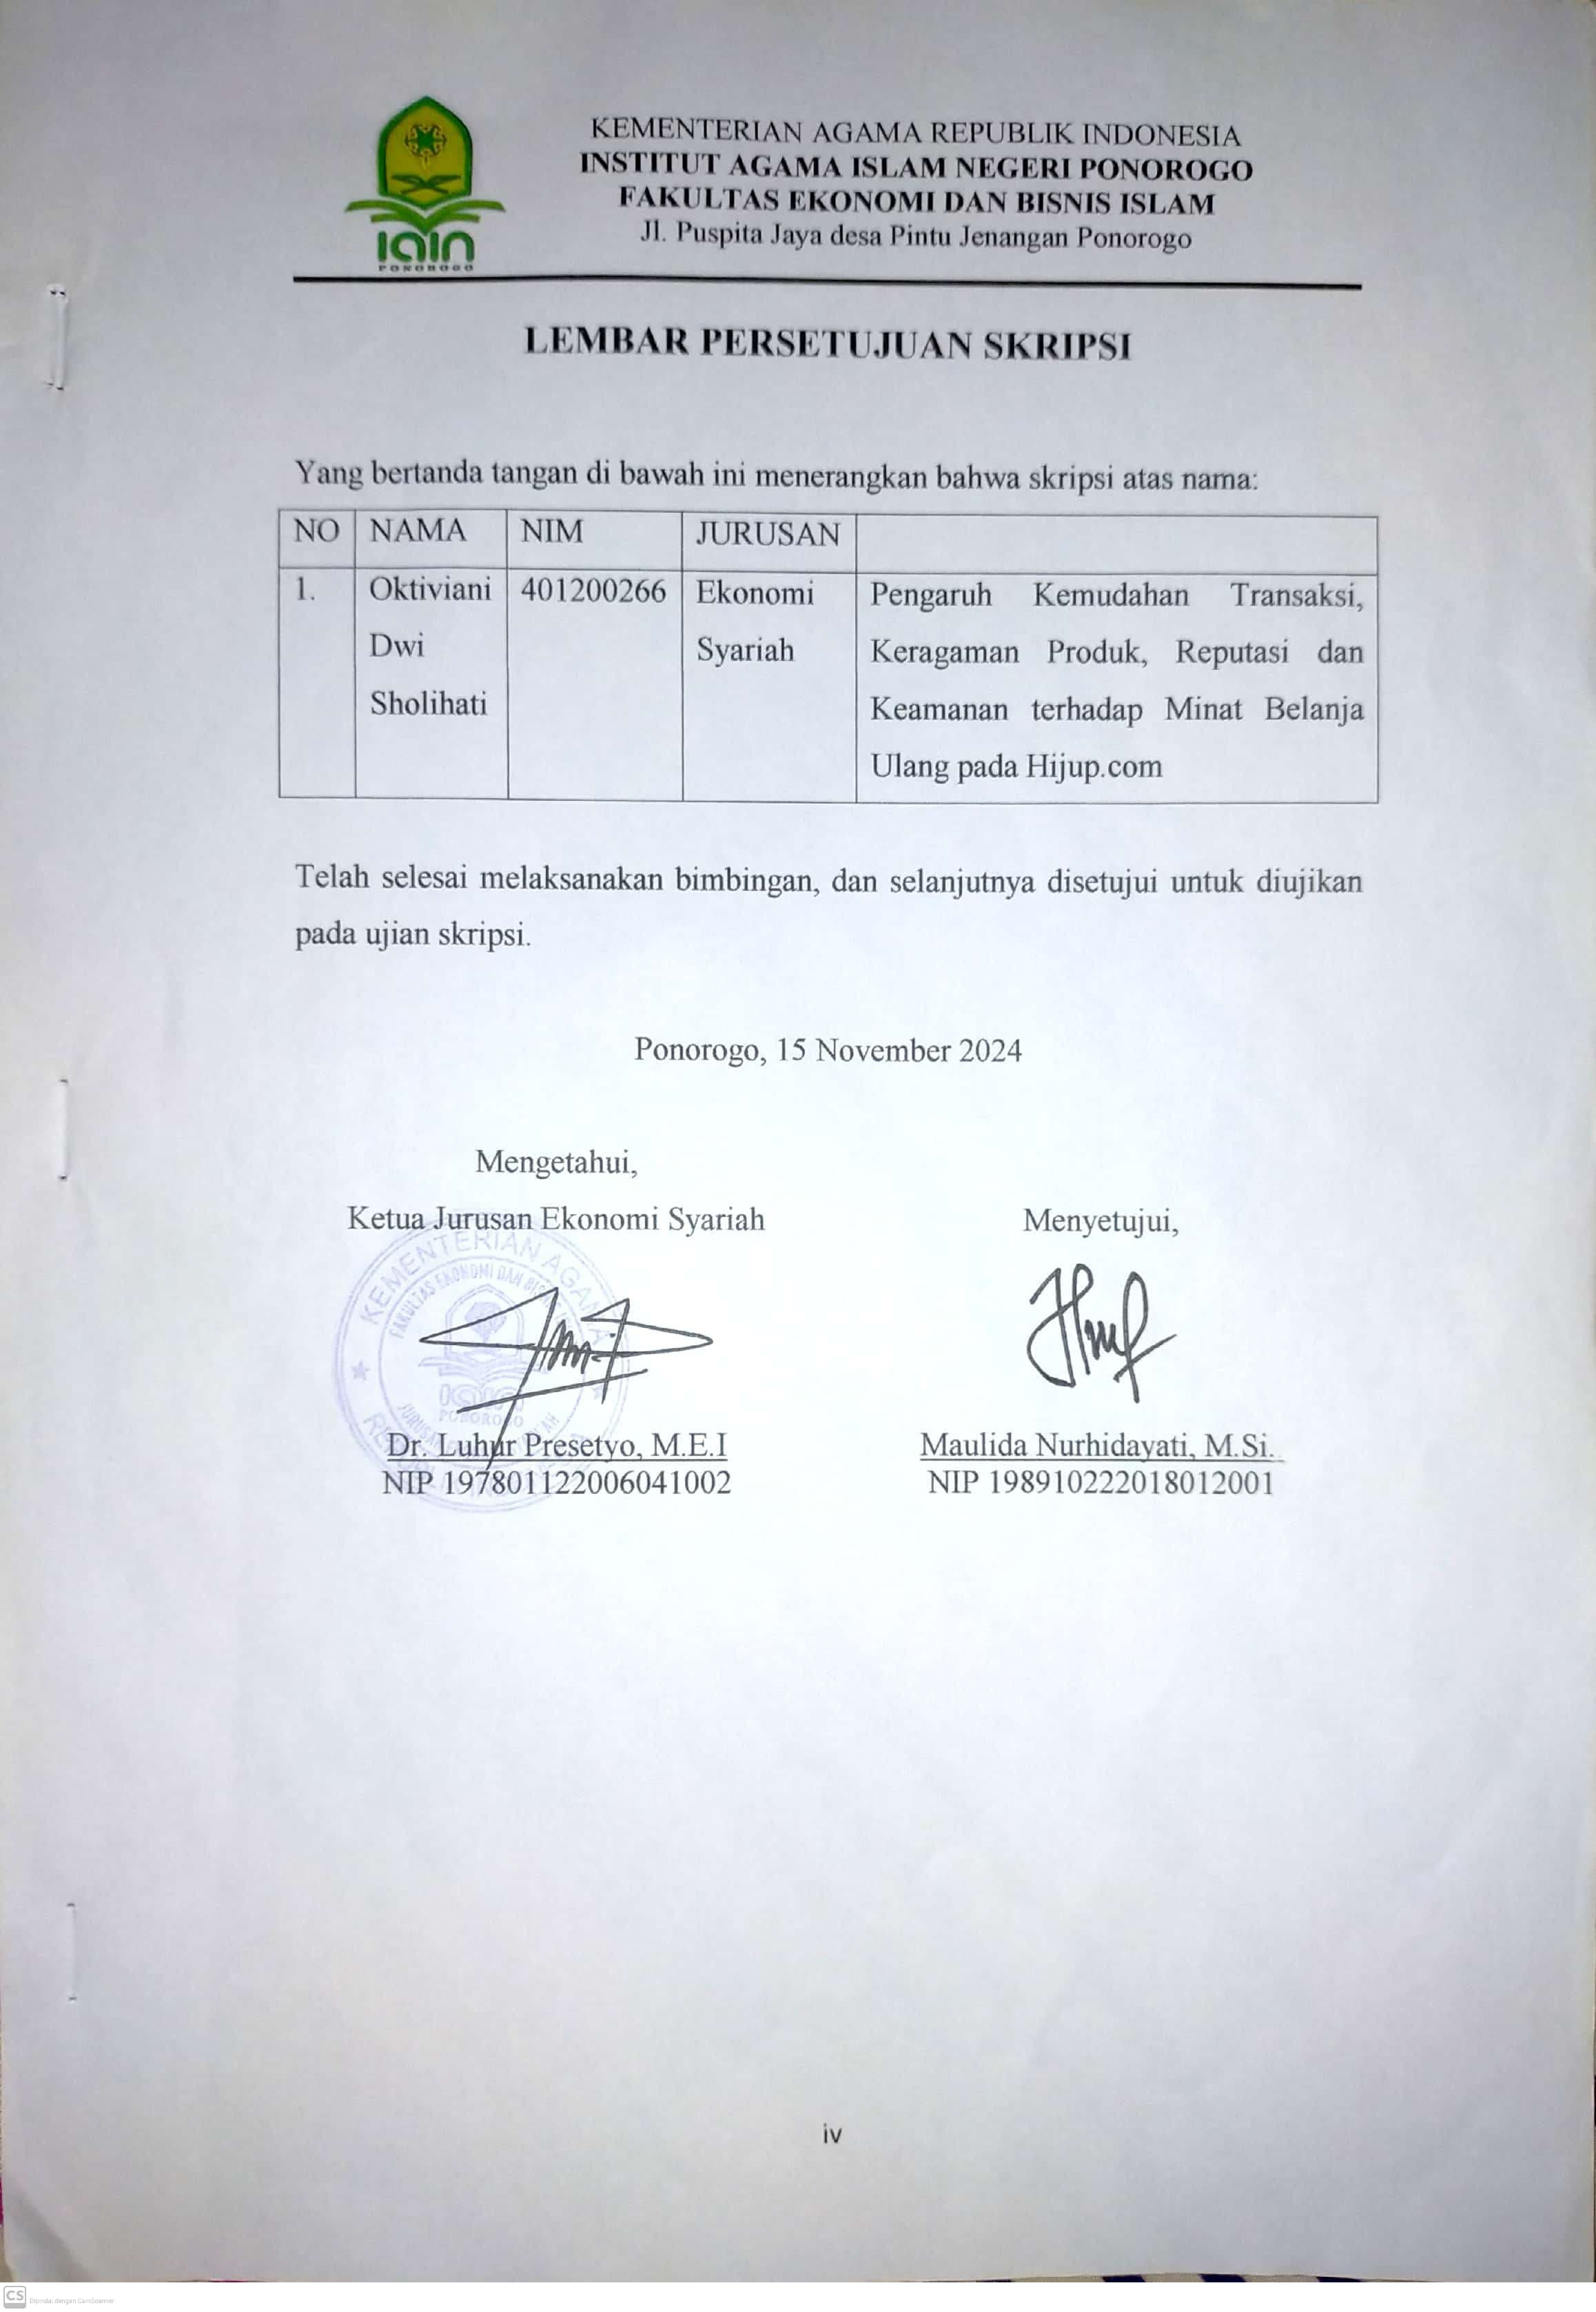 KEMENTERIAN AGAMA REPUBLIK INDONESIA
INSTITUT AGAMA ISLAM NEGERI PONOROGO
FAKULTAS EKONOMI DAN BISNIS ISLAM
Jl. Puspita Jaya desa Pintu Jenangan Ponorogo
IAIN
PONOROGO
LEMBAR PERSETUJUAN SKRIPSI
Yang bertanda tangan di bawah ini menerangkan bahwa skripsi atas nama:
NO NAMA NIM JURUSAN
1. Oktiviani 401200266 Ekonomi Pengaruh Kemudahan Transaksi,
Dwi Syariah Keragaman Produk, Reputasi dan
Sholihati Keamanan terhadap Minat Belanja
Ulang pada Hijup.com
Telah selesai melaksanakan bimbingan, dan selanjutnya disetujui untuk diujikan
pada ujian skripsi.
Ponorogo, 15 November 2024
Mengetahui,
Ketua Jurusan Ekonomi Syariah Menyetujui,
KEMENTERIAN AGAMA
FAKULTAS EKONOMI DAN
IAIN
PONOROGO
Dr. Luhur Presetyo, M.E.I Maulida Nurhidayati, M.Si.
NIP 197801122006041002 NIP 198910222018012001
iv
CS Dipindai dengan CamScanner